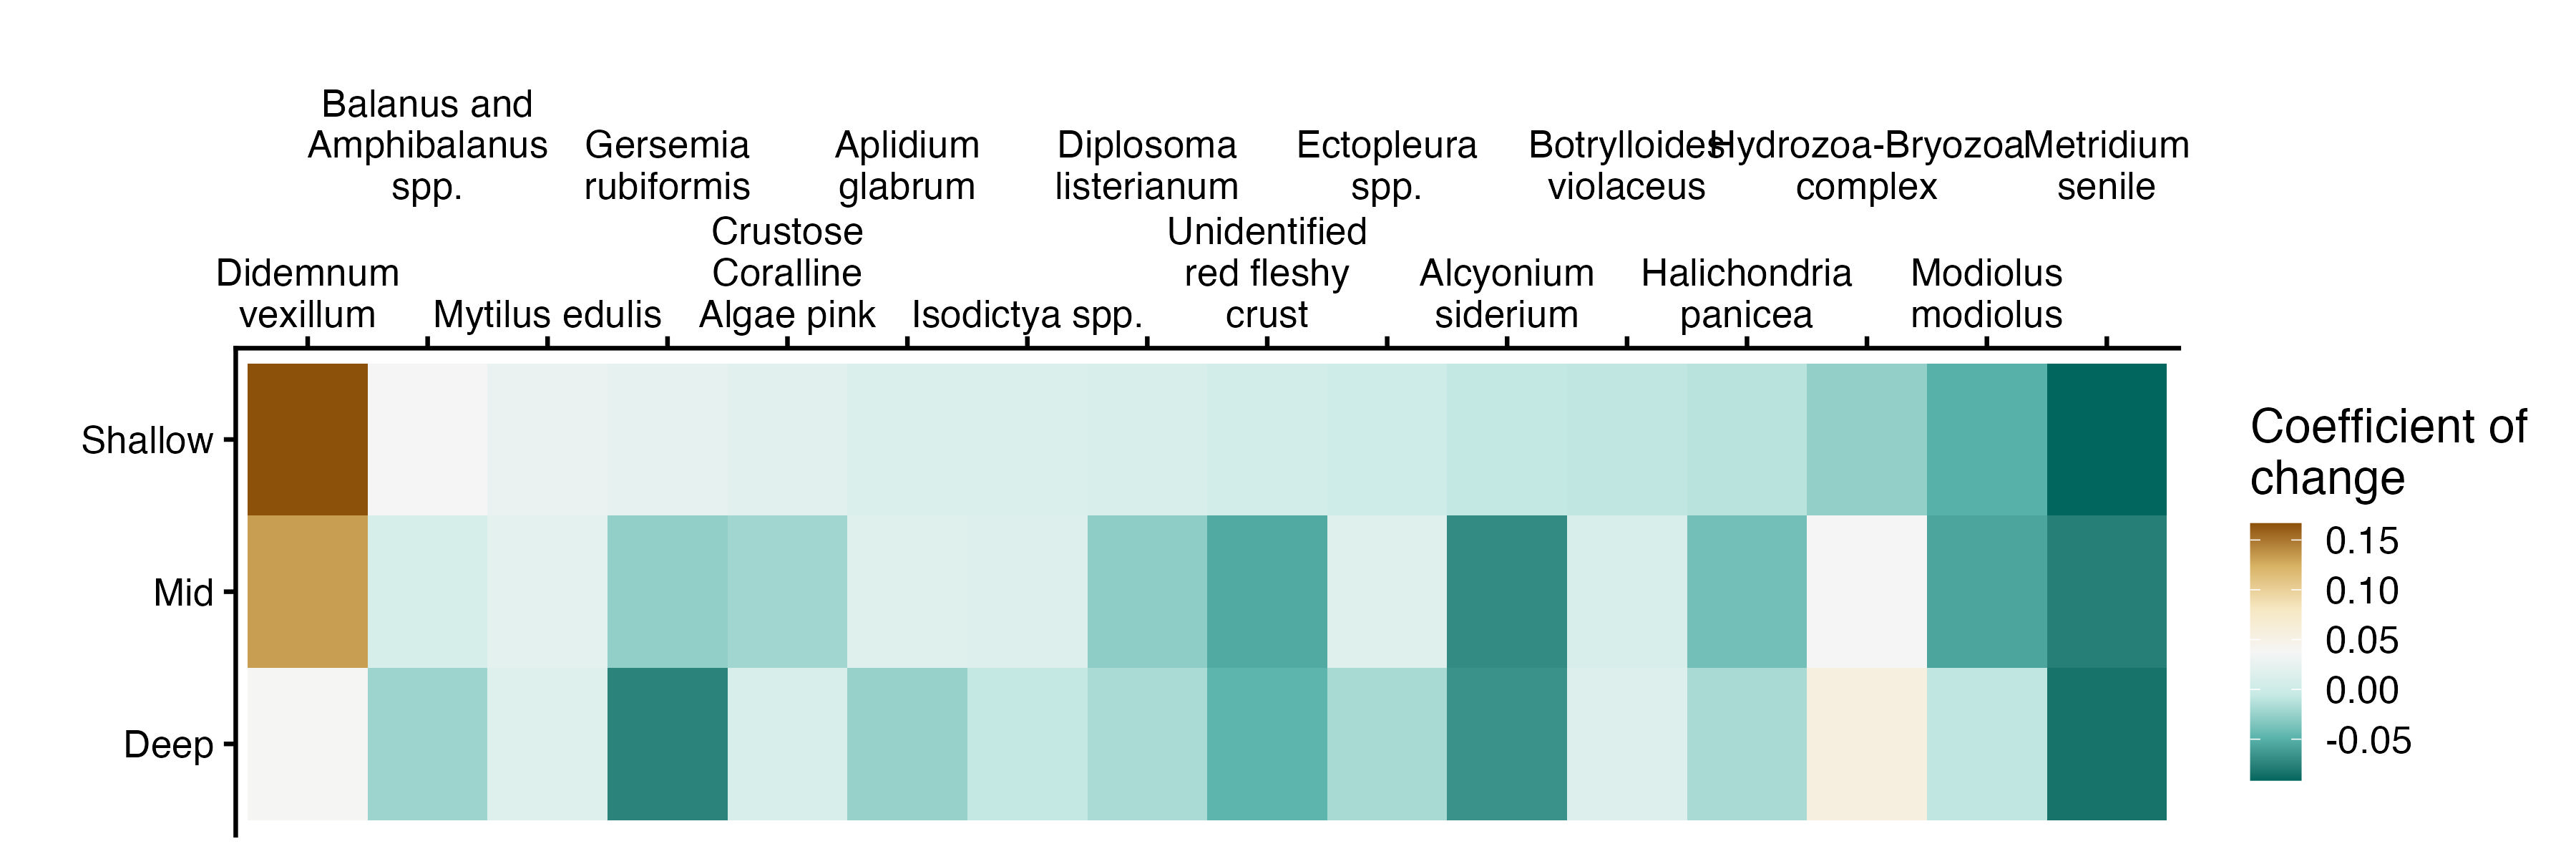 Balanus and
Amphibalanus
spp.
Gersemia
rubiformis
Aplidium
glabrum
Diplosoma
listerianum
Ectopleura
spp.
Botrylloides
violaceus
Hydrozoa-Bryozoa
complex
Metridium
senile
Didemnum
vexillum
Mytilus edulis
Crustose
Coralline
Algae pink
Isodictya spp.
Unidentified
red fleshy
crust
Alcyonium
siderium
Halichondria
panicea
Modiolus
modiolus
Shallow
Mid
Deep
Coefficient of
change
0.15
0.10
0.05
0.00
-0.05